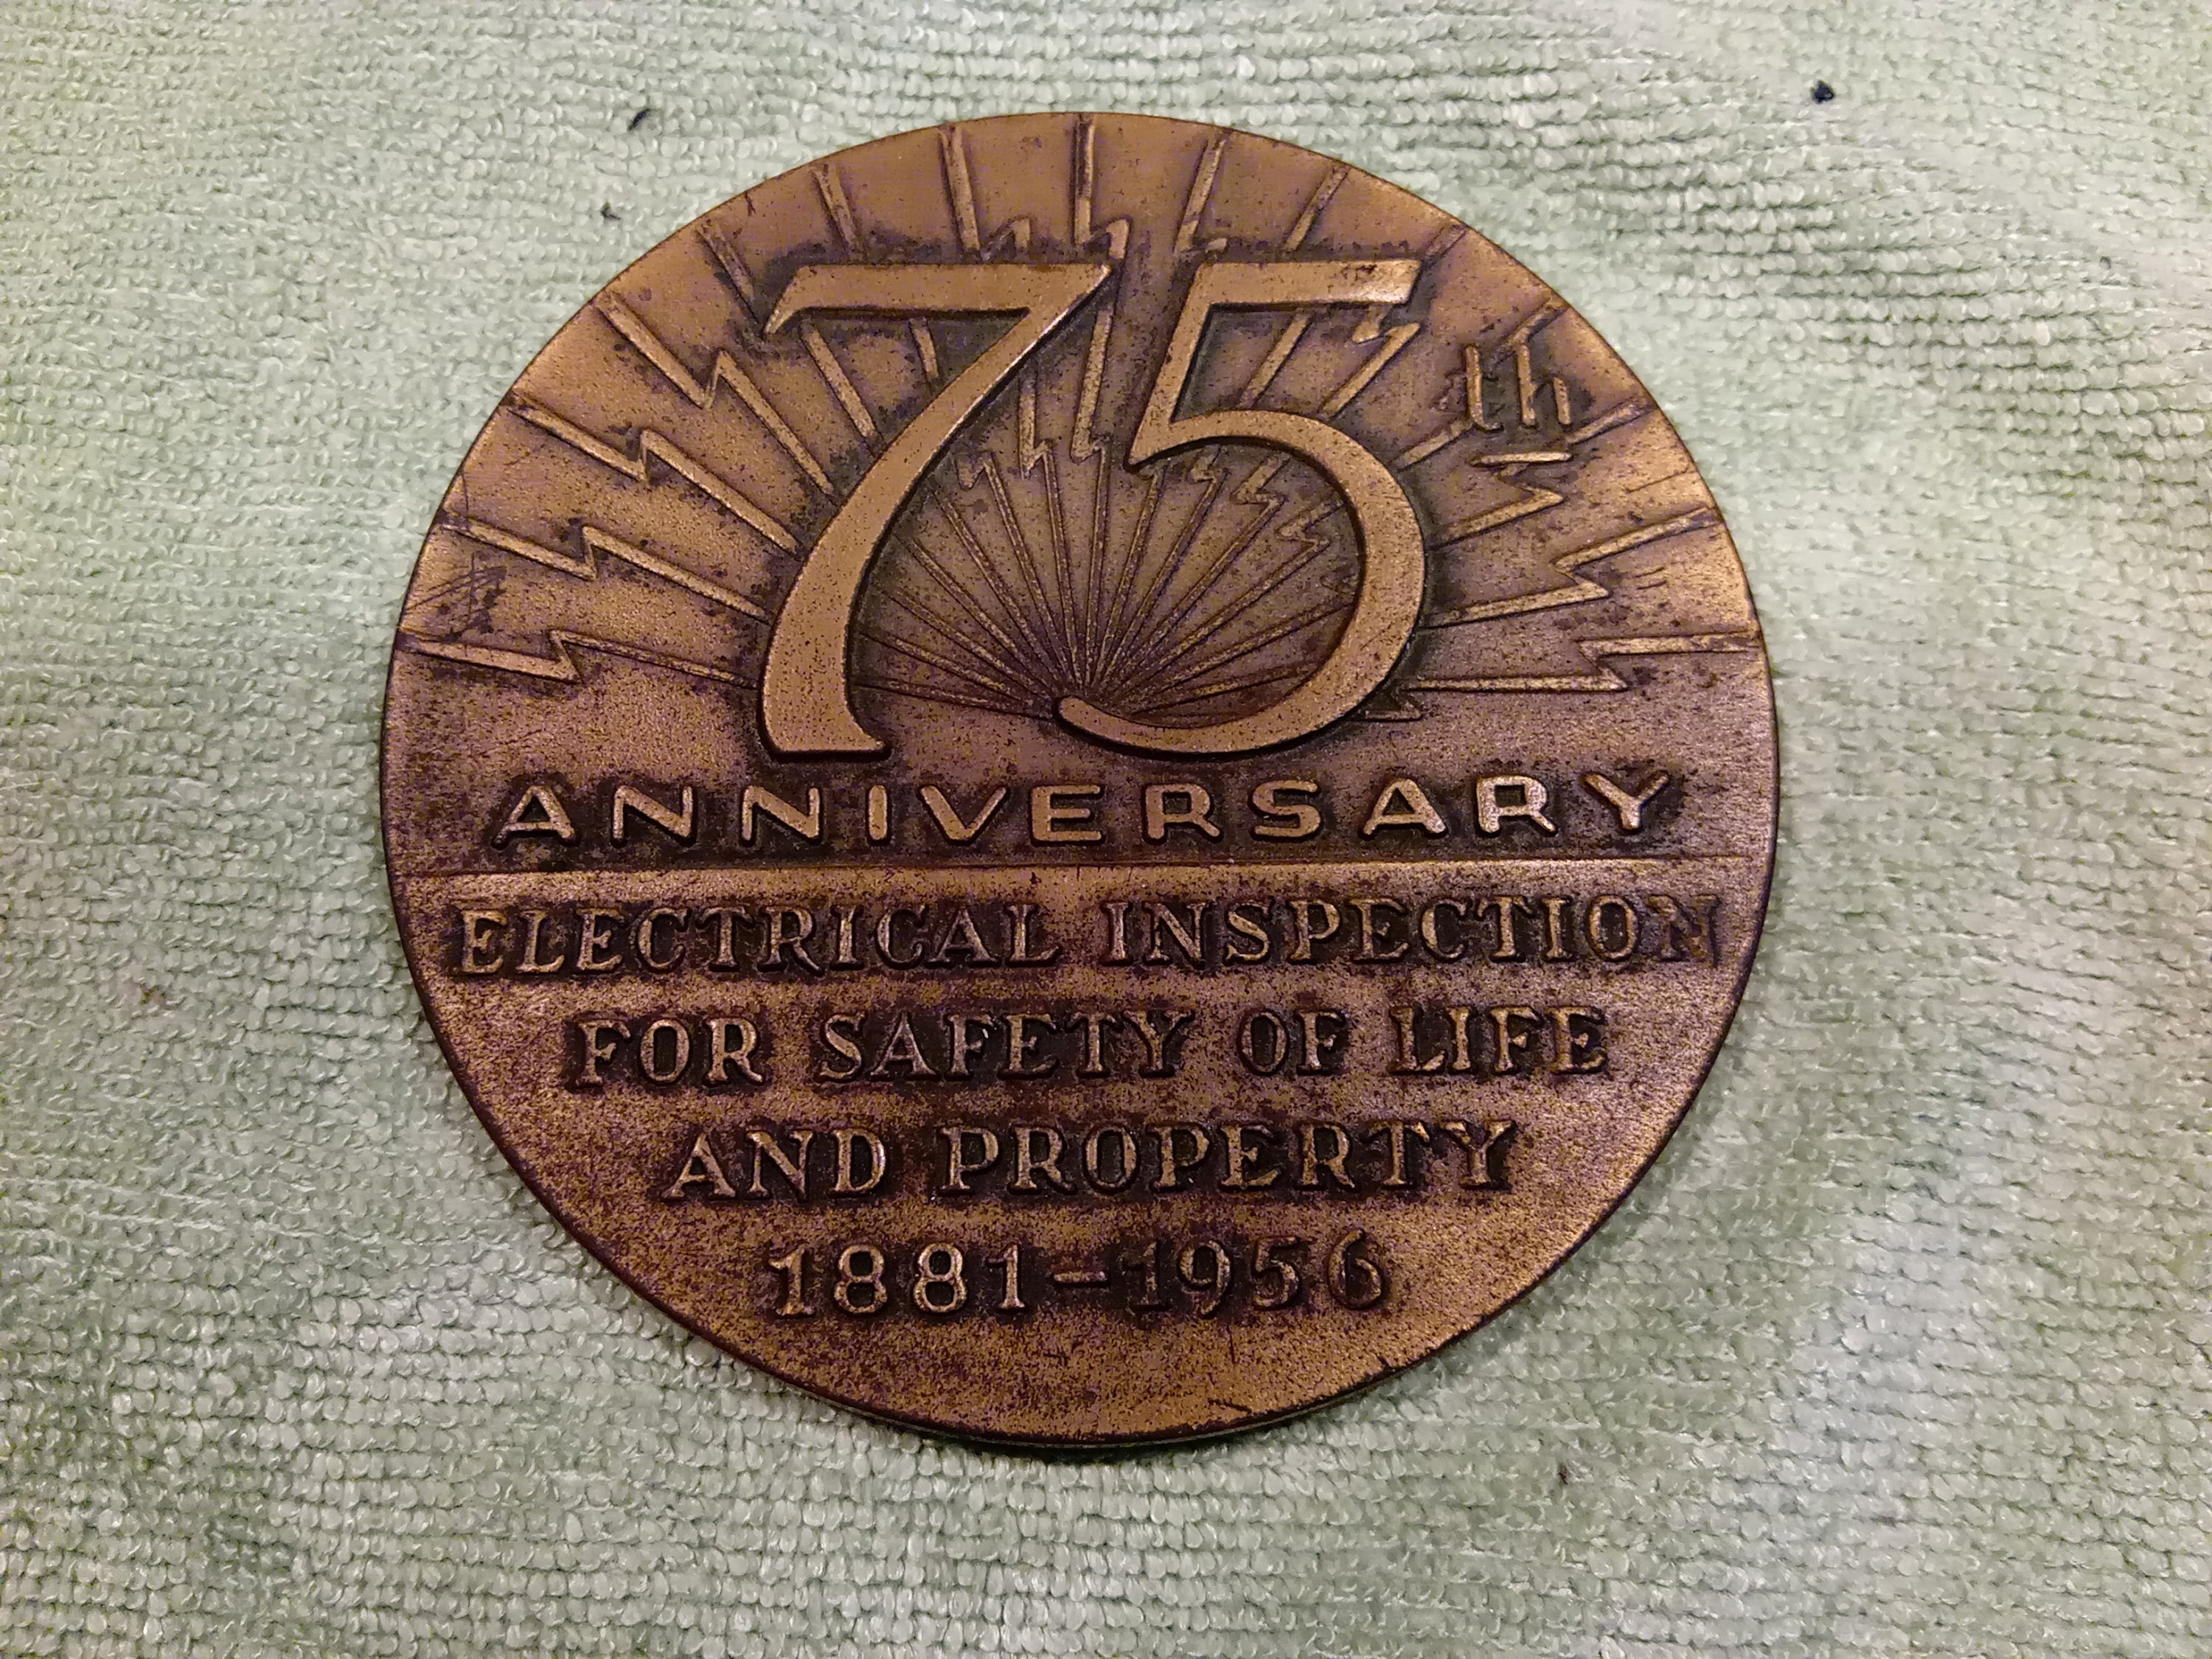 75th
ANNIVERSARY
ELECTRICAL INSPECTION
FOR SAFETY OF LIFE
AND PROPERTY
1881-1956